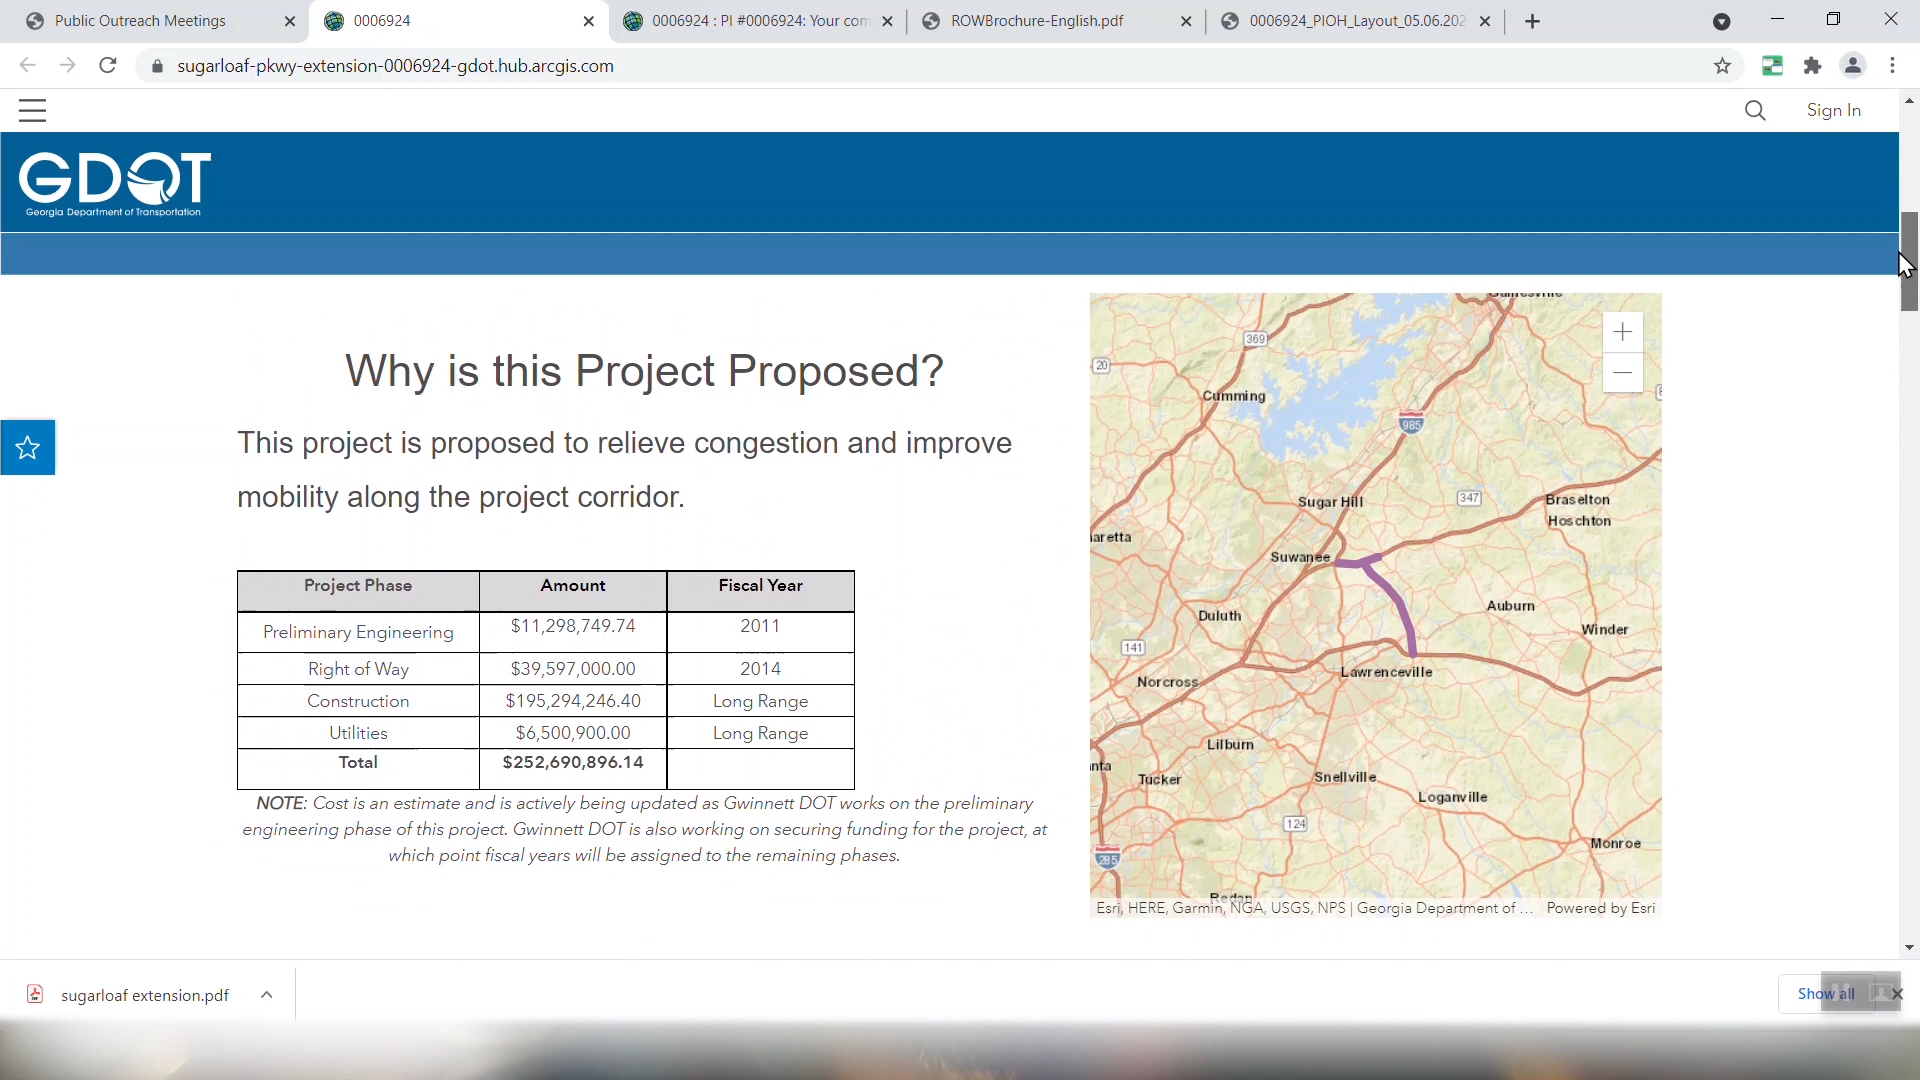 Public Outreach Meetings
0006924
0006924 : PI #0006924: Your com
ROWBrochure-English.pdf
0006924_PIOH_Layout_05.06.202
sugarloaf-pkwy-extension-0006924-gdot.hub.arcgis.com
Sign In
GDOT
Georgia Department of Transportation
Why is this Project Proposed?
This project is proposed to relieve congestion and improve
mobility along the project corridor.
Project Phase Amount Fiscal Year
Preliminary Engineering $11,298,749.74 2011
Right of Way $39,597,000.00 2014
Construction $195,294,246.40 Long Range
Utilities $6,500,900.00 Long Range
Total $252,690,896.14
NOTE: Cost is an estimate and is actively being updated as Gwinnett DOT works on the preliminary
engineering phase of this project. Gwinnett DOT is also working on securing funding for the project, at
which point fiscal years will be assigned to the remaining phases.
Gainesville
369
20
Cumming
985
Sugar Hill
347
Braselton
Hoschton
aretta
Suwanee
Auburn
Duluth
Winder
141
Lawrenceville
Norcross
Lilburn
nta
Tucker
Snellville
Loganville
124
Monroe
285
Redan
Esri, HERE, Garmin, NGA, USGS, NPS | Georgia Department of ... Powered by Esri
sugarloaf extension.pdf
Show all